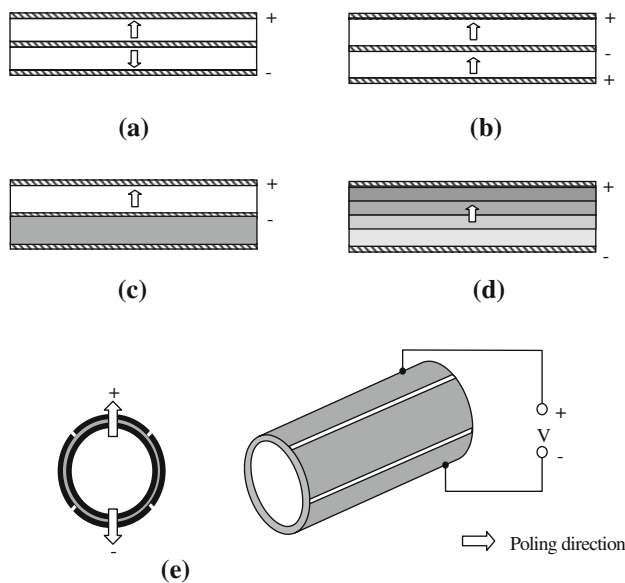 +
-
(a)
+
-
+
(b)
+
-
(c)
+
-
(d)
+
-
(e)
+
V
-
Poling direction